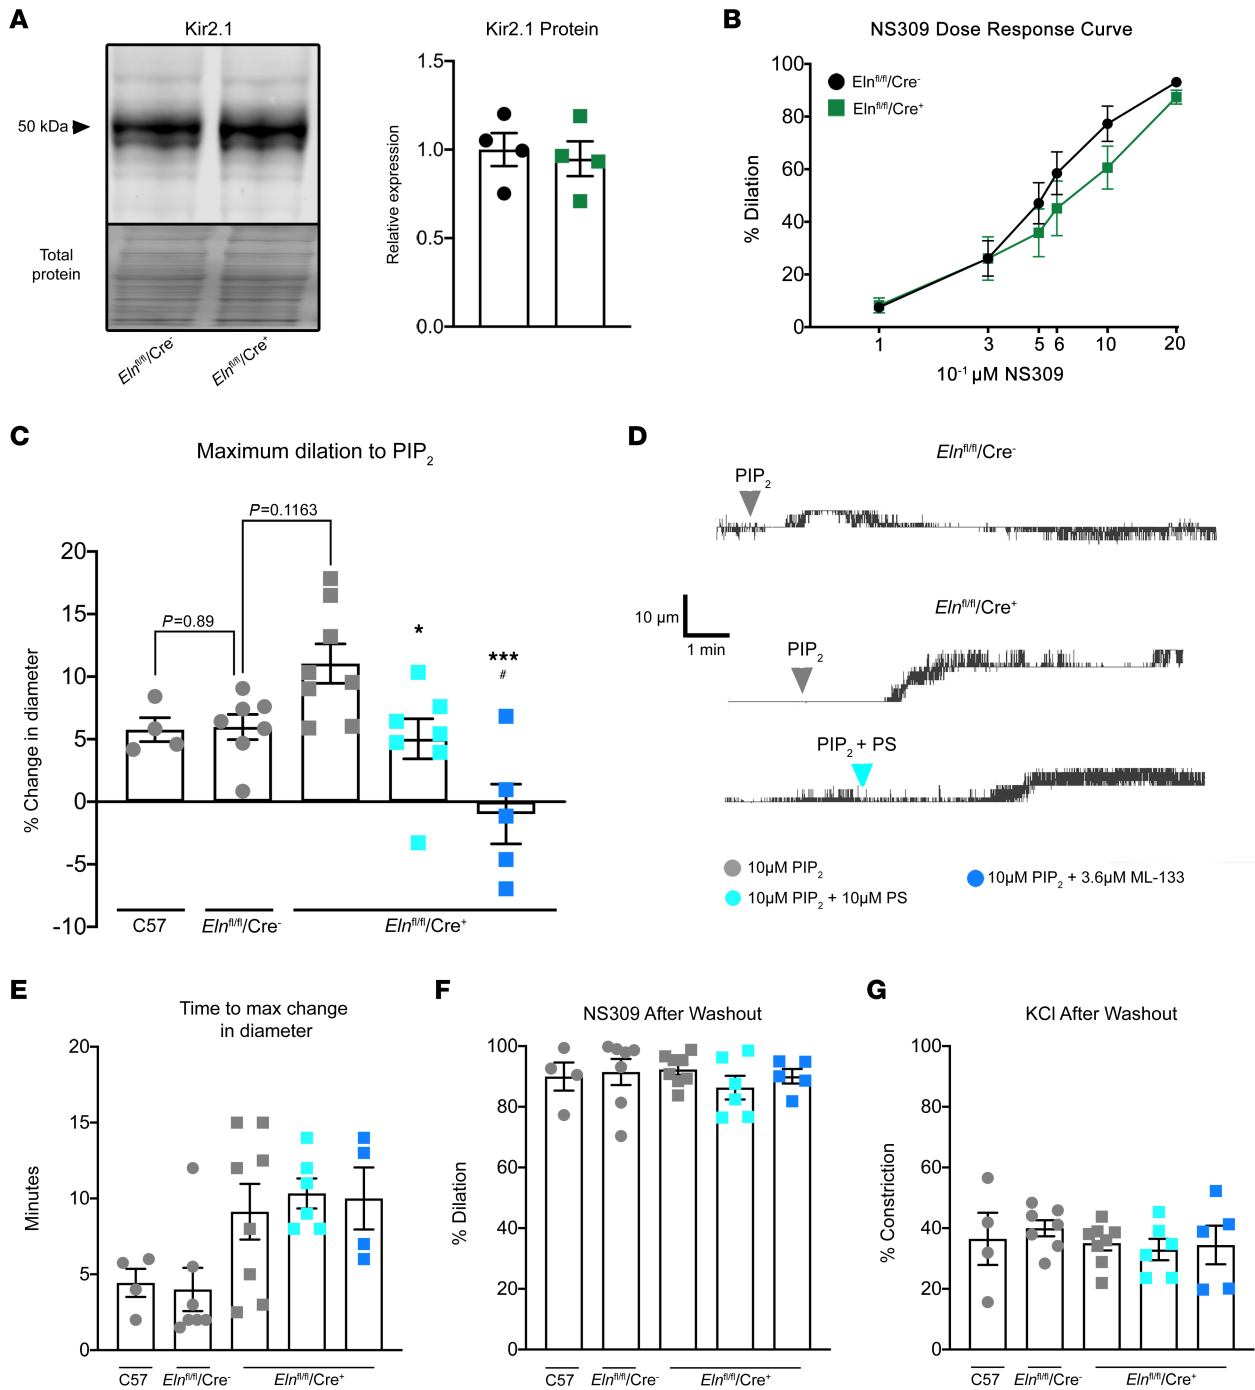 A
Kir2.1
50 kDa
Total
protein
Eln^fl/fl/Cre^-
Eln^fl/fl/Cre^+
Kir2.1 Protein
Relative expression
1.5
1.0
0.5
0.0
B
NS309 Dose Response Curve
Eln^fl/fl/Cre^-
Eln^fl/fl/Cre^+
% Dilation
100
80
60
40
20
0
1 3 5 6 10 20
10^-1 µM NS309
C
Maximum dilation to PIP₂
P=0.1163
P=0.89
*
***
#
% Change in diameter
20
15
10
5
0
-5
-10
C57
Eln^fl/fl/Cre^-
Eln^fl/fl/Cre^+
D
Eln^fl/fl/Cre^-
PIP₂
Eln^fl/fl/Cre^+
10 µm
1 min
PIP₂
PIP₂ + PS
10µM PIP₂
10µM PIP₂ + 10µM PS
10µM PIP₂ + 3.6µM ML-133
E
Time to max change
in diameter
Minutes
20
15
10
5
0
C57
Eln^fl/fl/Cre^-
Eln^fl/fl/Cre^+
F
NS309 After Washout
% Dilation
100
80
60
40
20
0
C57
Eln^fl/fl/Cre^-
Eln^fl/fl/Cre^+
G
KCl After Washout
% Constriction
100
80
60
40
20
0
C57
Eln^fl/fl/Cre^-
Eln^fl/fl/Cre^+